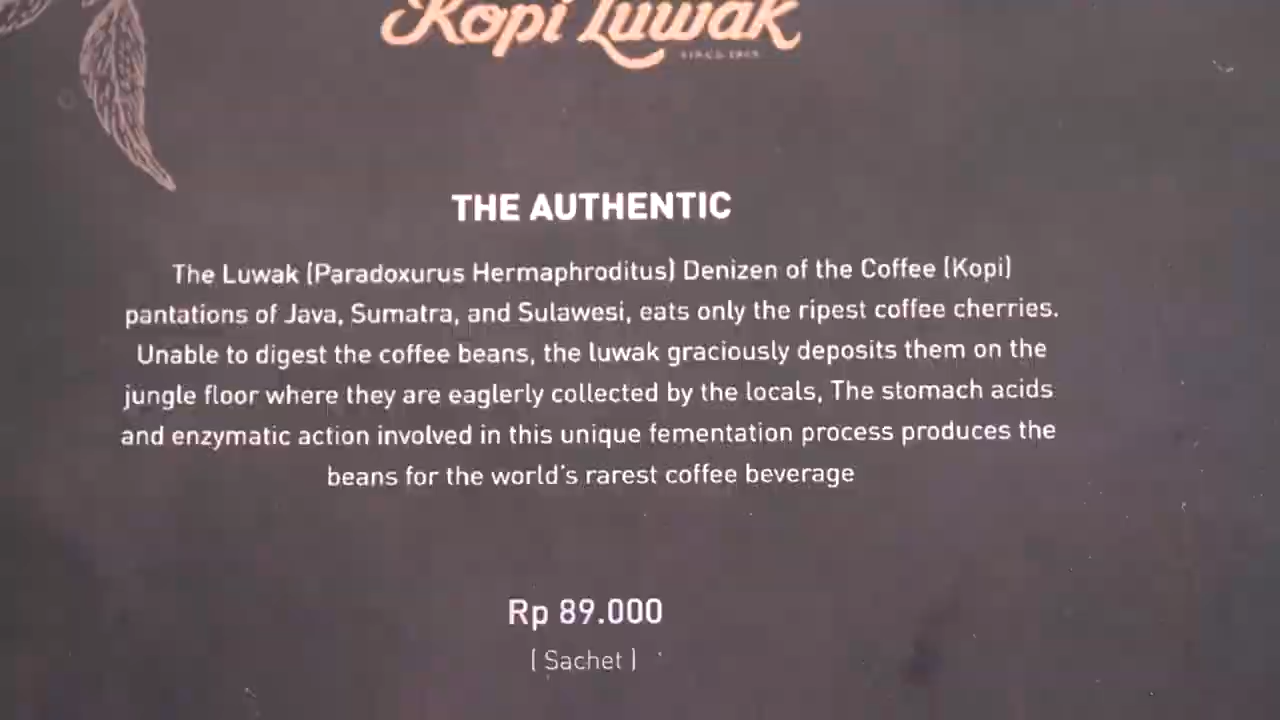 Kopi Luwak
THE AUTHENTIC
The Luwak (Paradoxurus Hermaphroditus) Denizen of the Coffee (Kopi)
pantations of Java, Sumatra, and Sulawesi, eats only the ripest coffee cherries.
Unable to digest the coffee beans, the luwak graciously deposits them on the
jungle floor where they are eaglerly collected by the locals, The stomach acids
and enzymatic action involved in this unique fementation process produces the
beans for the world's rarest coffee beverage
Rp 89.000
( Sachet )